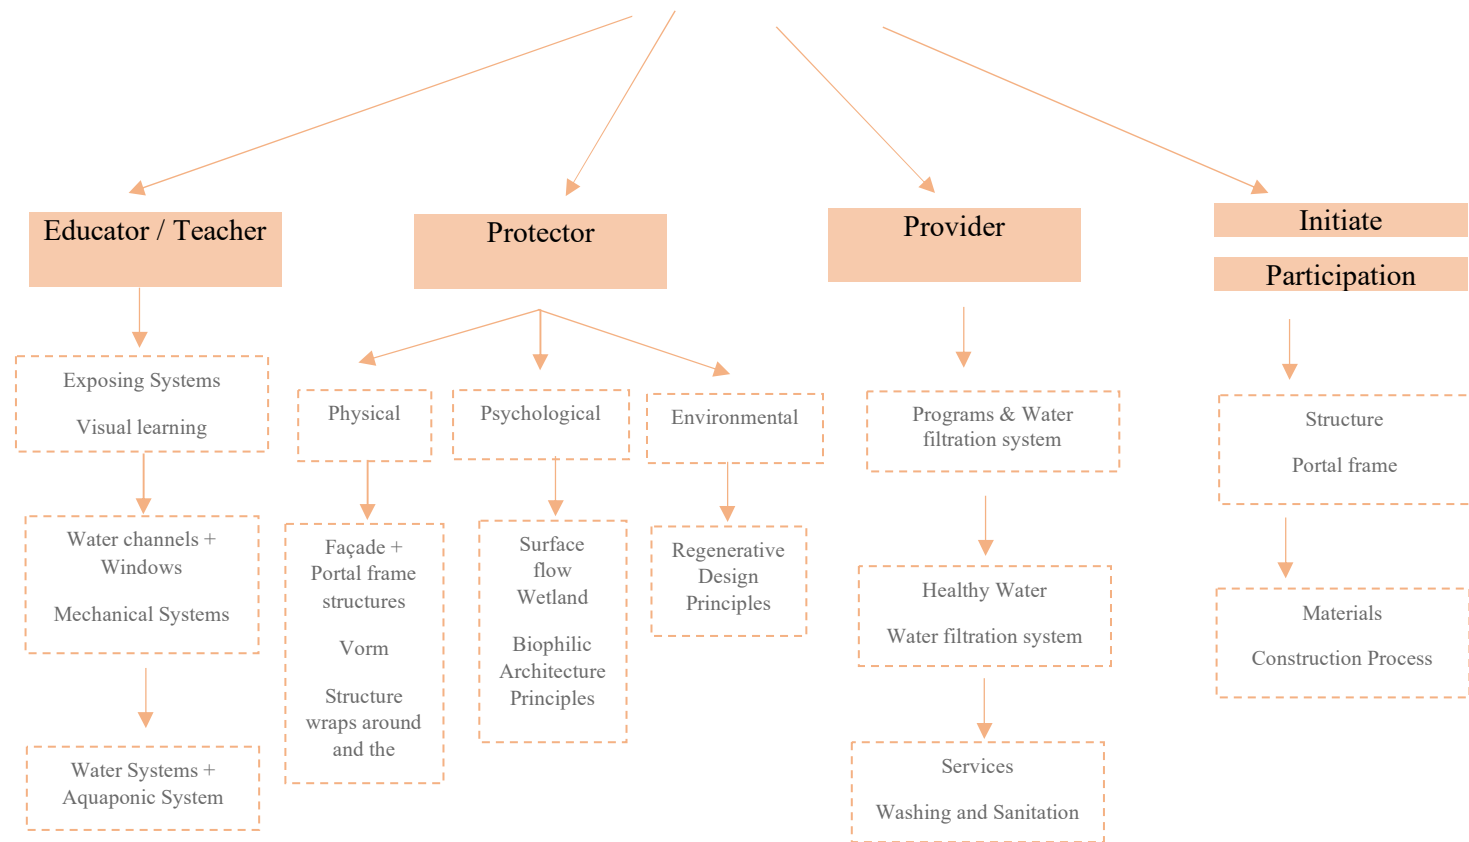 Educator / Teacher
Protector
Provider
Initiate
Participation
Exposing Systems
Visual learning
Water channels +
Windows
Mechanical Systems
Water Systems +
Aquaponic System
Physical
Façade +
Portal frame
structures
Vorm
Structure
wraps around
and the
Psychological
Surface
flow
Wetland
Biophilic
Architecture
Principles
Environmental
Regenerative
Design
Principles
Programs & Water
filtration system
Healthy Water
Water filtration system
Services
Washing and Sanitation
Structure
Portal frame
Materials
Construction Process